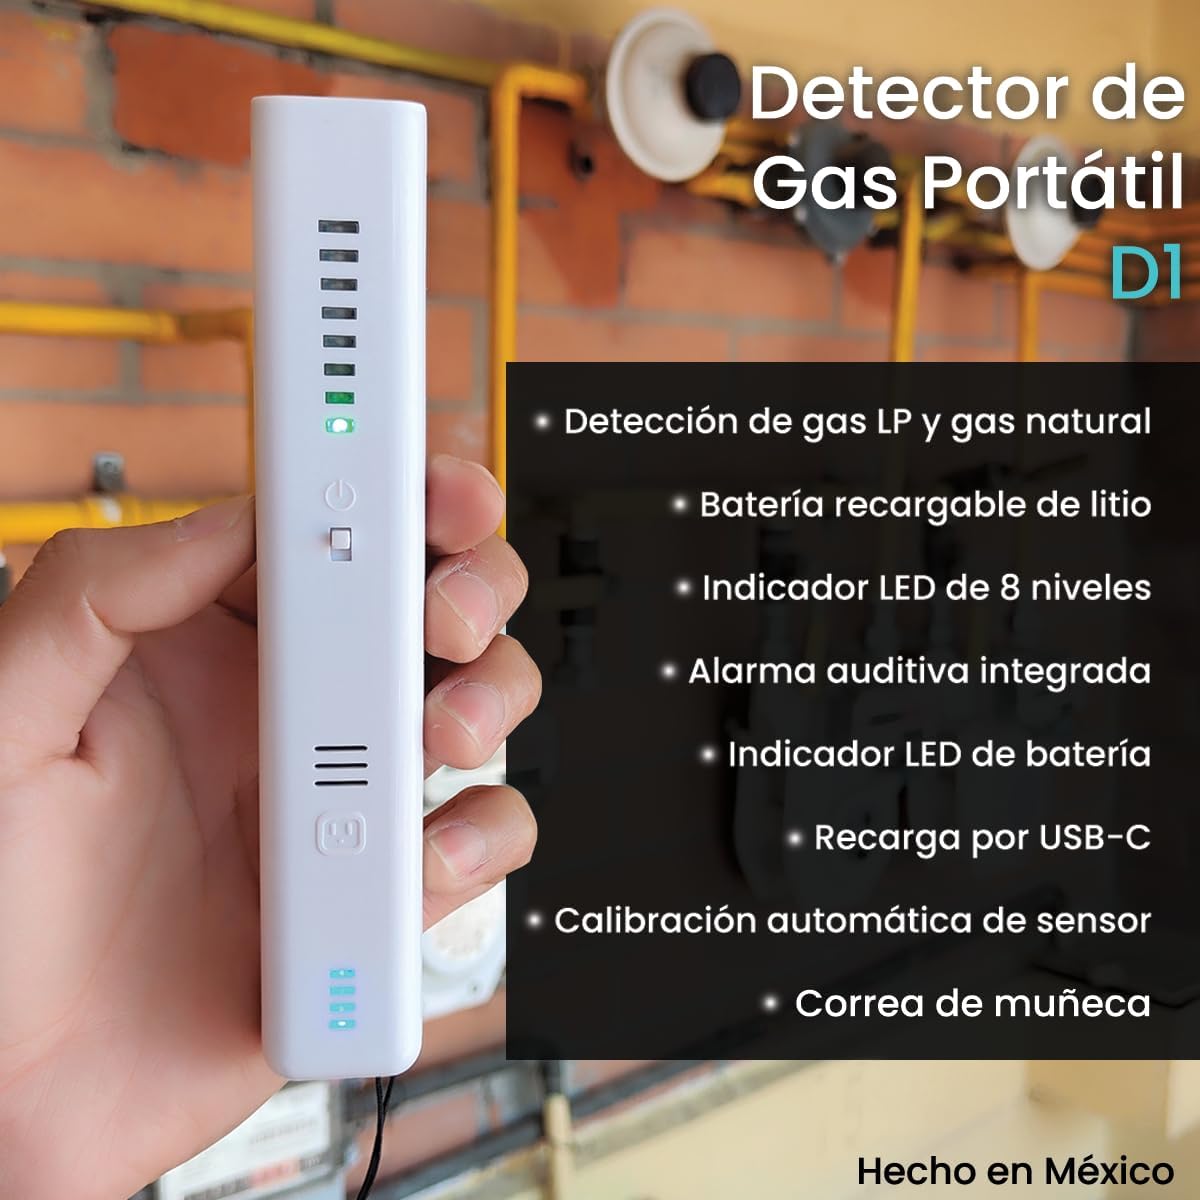 Detector de
Gas Portátil
D1
• Detección de gas LP y gas natural
• Batería recargable de litio
• Indicador LED de 8 niveles
• Alarma auditiva integrada
• Indicador LED de batería
• Recarga por USB-C
• Calibración automática de sensor
• Correa de muñeca
Hecho en México